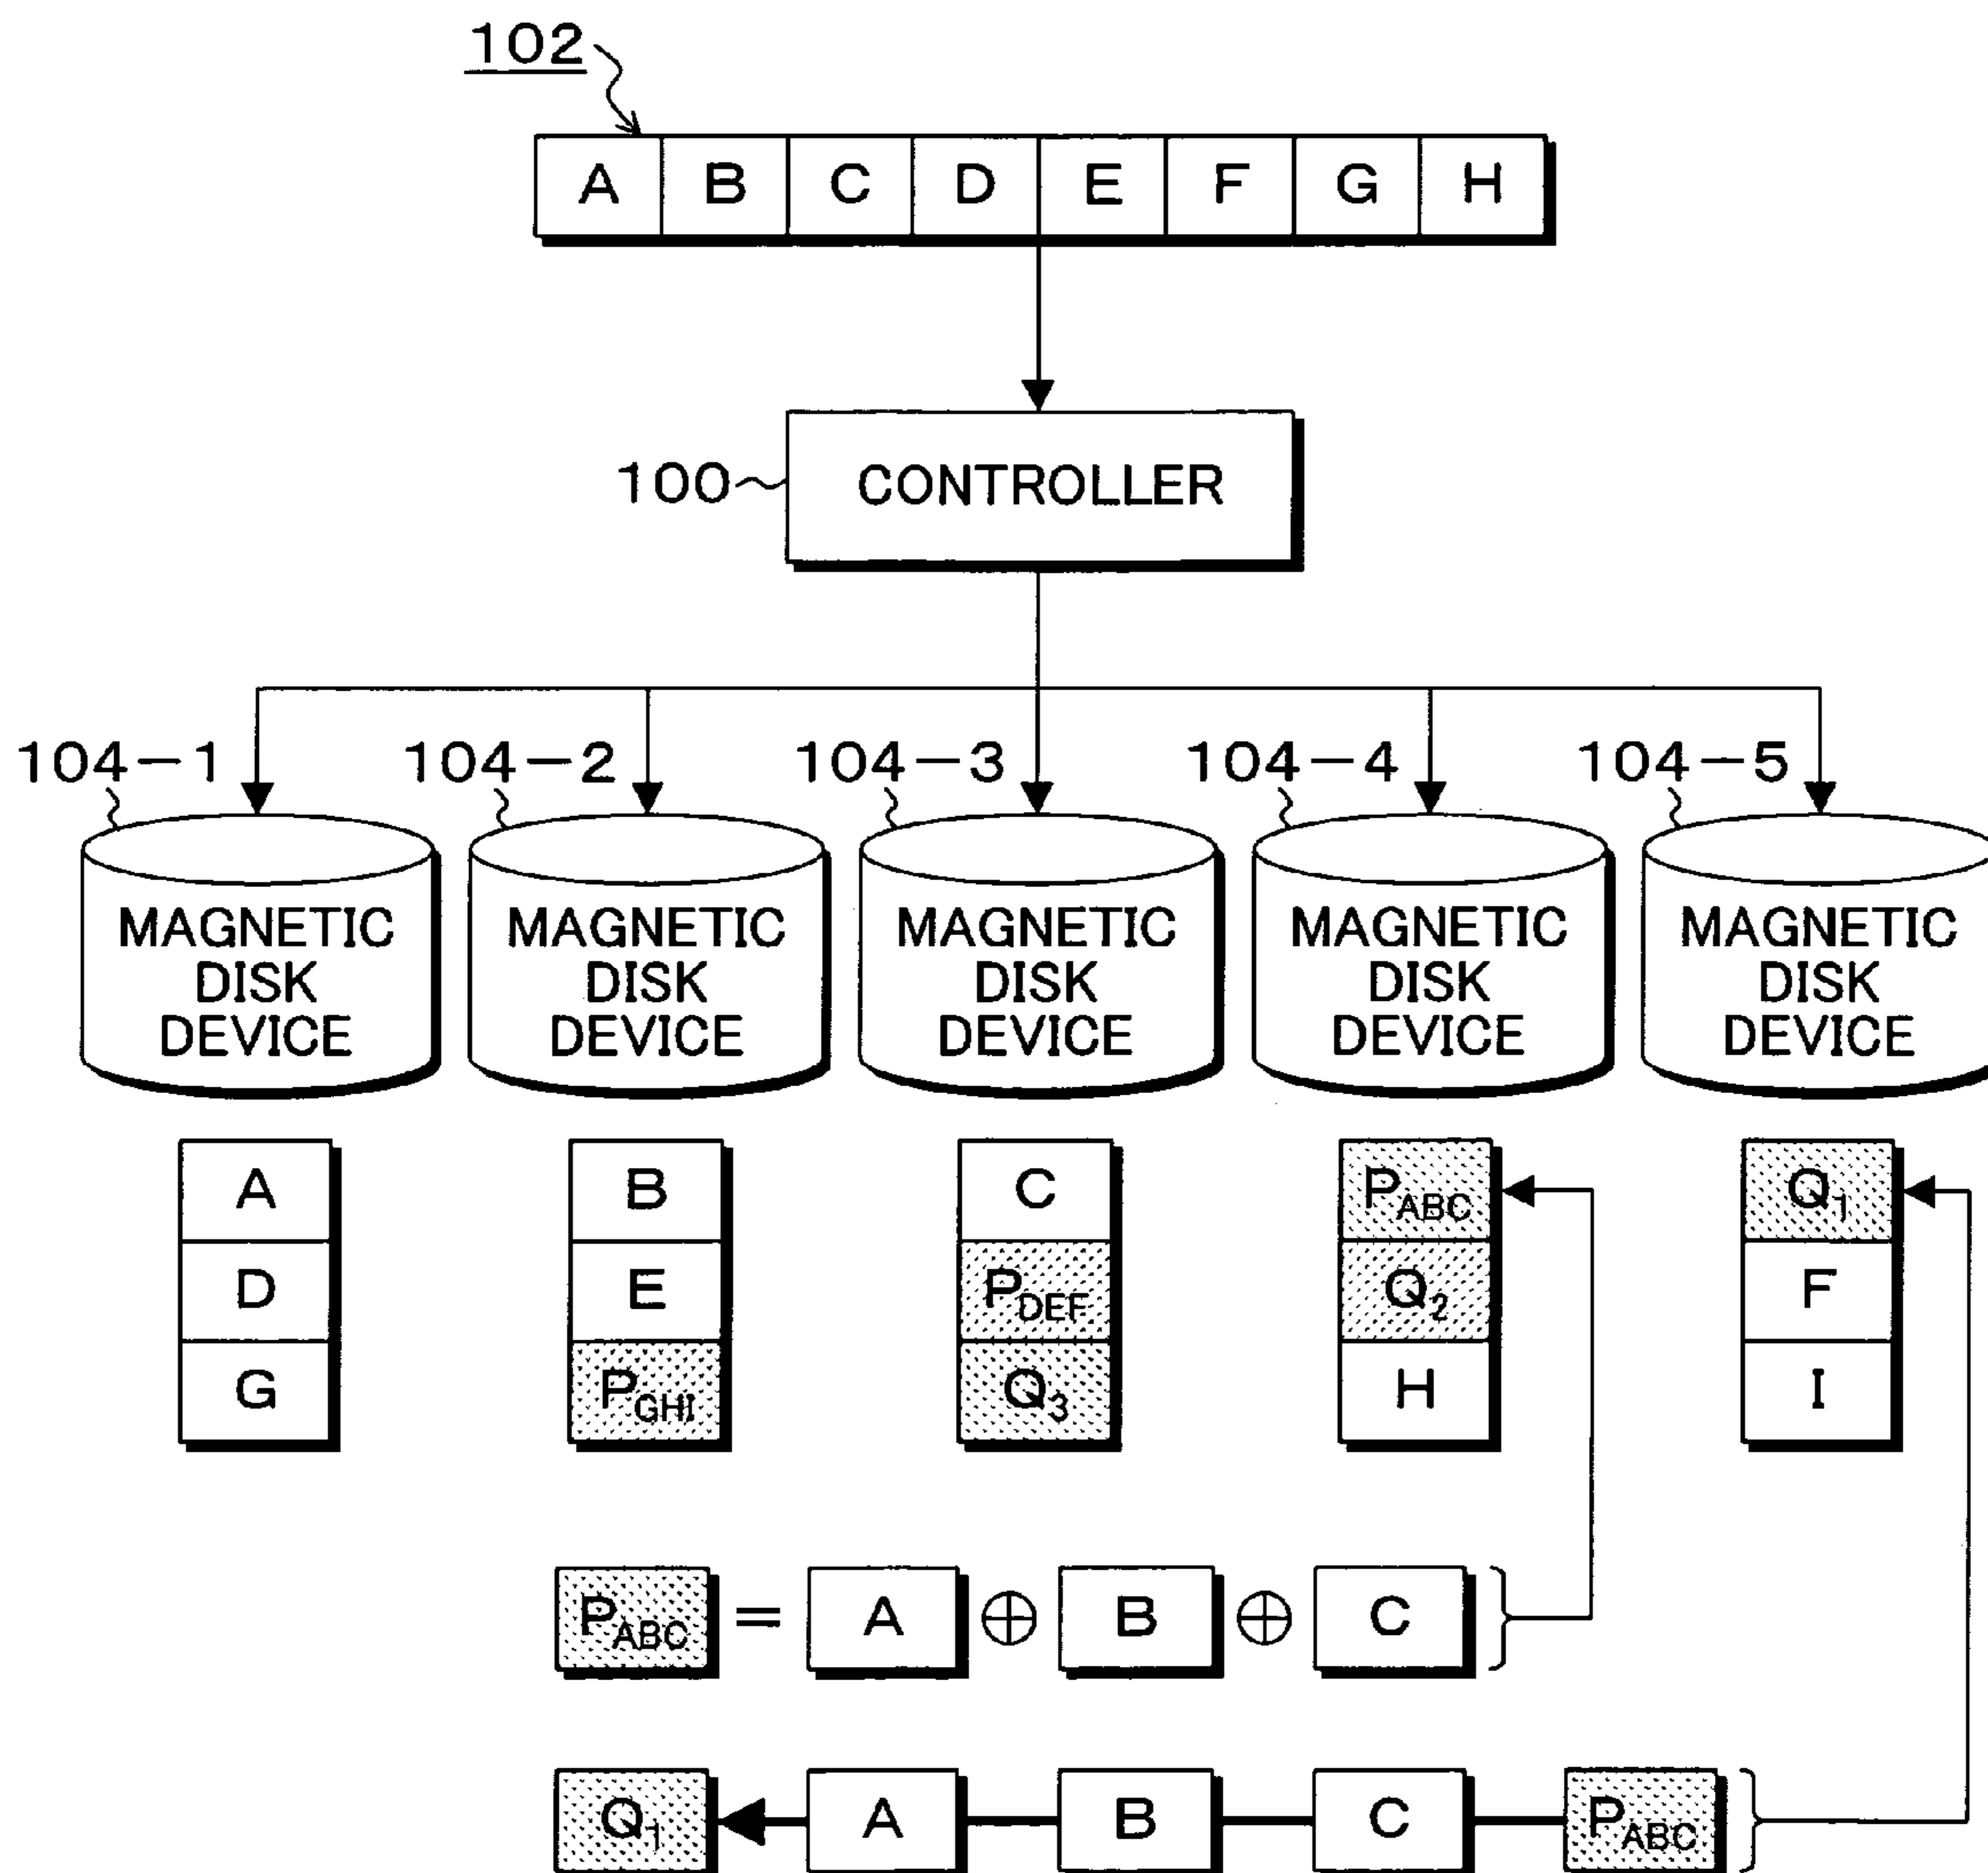 102
A B C D E F G H
100 CONTROLLER
104-1 104-2 104-3 104-4 104-5
MAGNETIC DISK DEVICE
MAGNETIC DISK DEVICE
MAGNETIC DISK DEVICE
MAGNETIC DISK DEVICE
MAGNETIC DISK DEVICE
A B C PABC Q1
D E PDEF Q2 F
G PGHI Q3 H I
PABC = A ⊕ B ⊕ C
Q1 A B C PABC